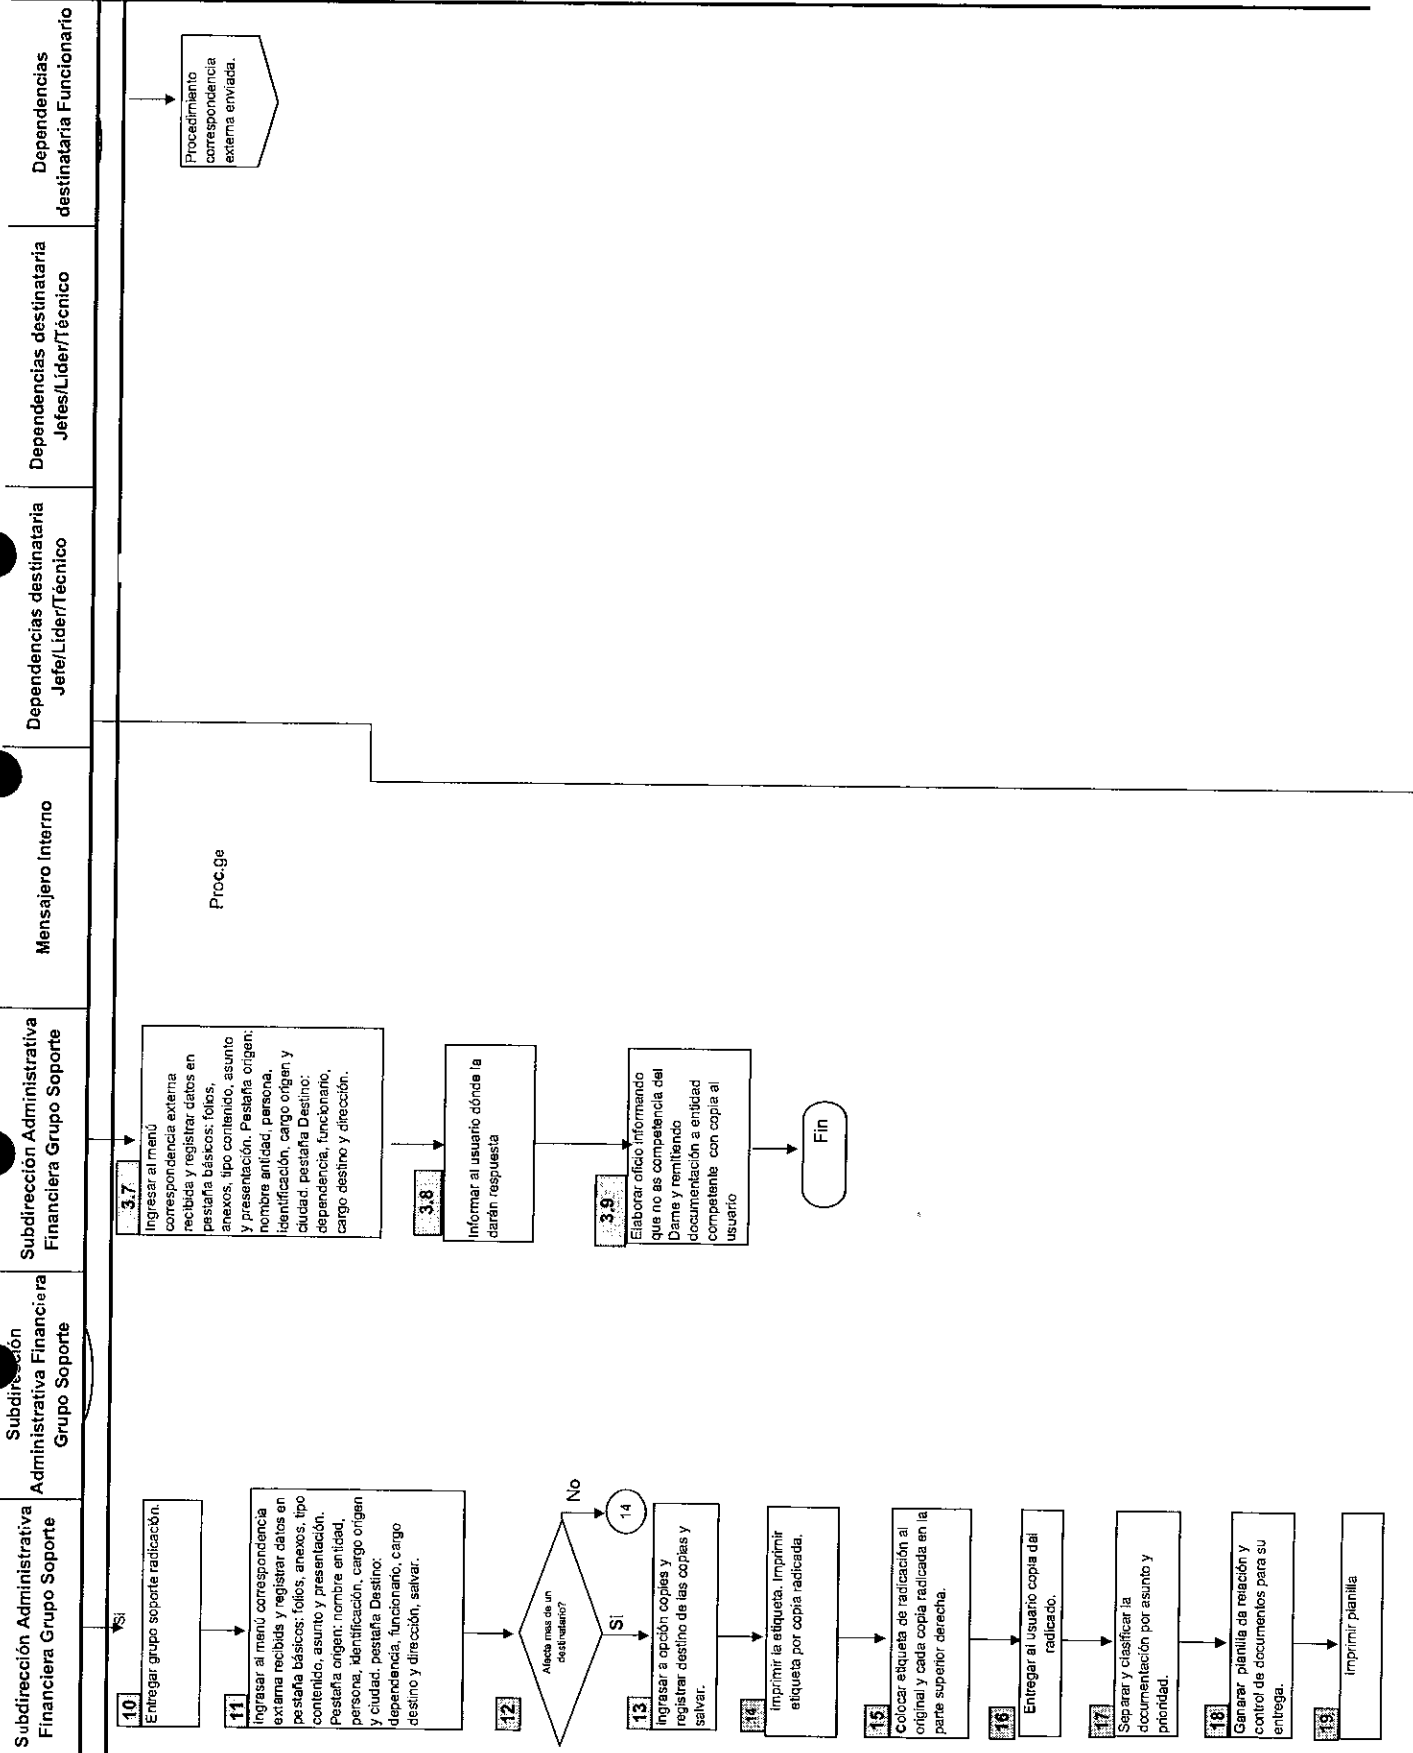 Subdirección Administrativa
Financiera Grupo Soporte
Subdirección
Administrativa Financiera
Grupo Soporte
Subdirección Administrativa
Financiera Grupo Soporte
Mensajero Interno
Dependencias destinataria
Jefe/Lider/Técnico
Dependencias destinataria
Jefes/Lider/Técnico
Dependencias
destinataria Funcionario
Si
10
Entregar grupo soporte radicación.
11
Ingrasar al menú correspondencia
extarna recibids y registrar datos en
pestaña básicos: folios, anexos, tipo
contenido, asunto y presentación.
Pestaña origen: nombre entidad,
persona, identificación, cargo origen
y ciudad. pestaña Destino:
dependencia, funcionario, cargo
destino y dirección, salvar.
12
Afecta mas de un
destinatario?
No
14
Si
13
Ingrasar a opción copies y
registrar destino de las copias y
salvar.
14
Imprimir la etiqueta. Imprimir
etiqueta por copia radicada.
15
Colocar etiqueta de radicación al
original y cada copia radicada en la
parte superior derecha.
16
Entregar al usuario copia dal
radicado.
17
Separar y clasificar la
documentación por asunto y
prioridad.
18
Ganarar planilla da relación y
control de documentos para su
entrega.
19
Imprimir planilla
3.7
Ingresar al menú
correspondencia externa
recibida y registrar datos en
pestaña básicos: folios,
anexos, tipo contenido, asunto
y presentación. Pastaña origen:
nombre antidad, persona,
identificación, cargo origen y
ciudad. pestaña Destino:
dependencia, funcionario,
cargo destino y dirección.
3.8
Informar al usuario dónde la
darán respuesta
3.9
Elaborar oficio informando
que no as competencia del
Dame y remitiendo
documentación a entidad
competente con copia al
usuario
Fin
Proc.ge
Procedimiento
correspondencia
externa enviada.